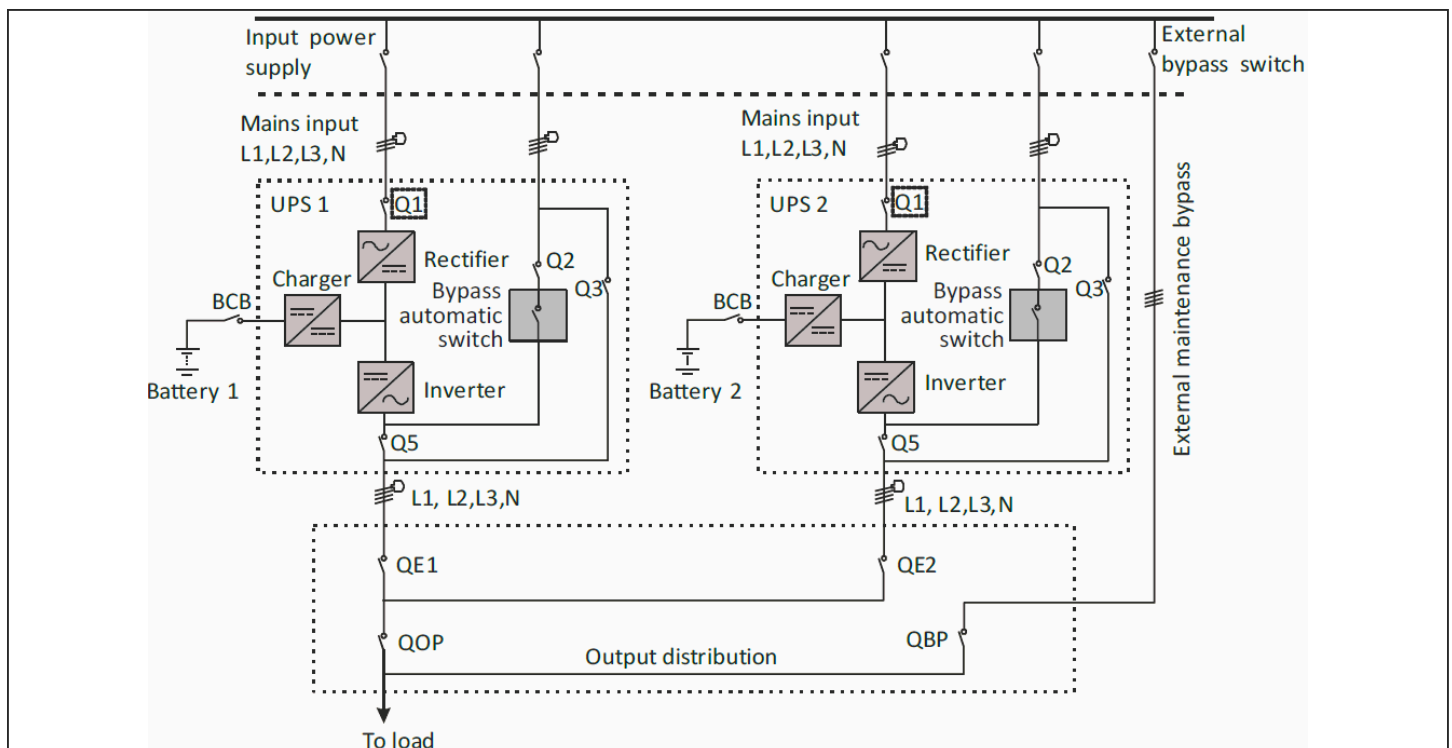 Input power
supply
External
bypass switch
Mains input
L1,L2,L3,N
Mains input
L1,L2,L3,N
UPS 1
Q1
UPS 2
Q1
Rectifier
Q2
Q3
Charger
Bypass
automatic
switch
BCB
Battery 1
Inverter
Q5
Rectifier
Q2
Q3
Charger
Bypass
automatic
switch
BCB
Battery 2
Inverter
Q5
External maintenance bypass
L1, L2,L3,N
L1, L2,L3,N
QE1
QE2
QOP
QBP
Output distribution
To load